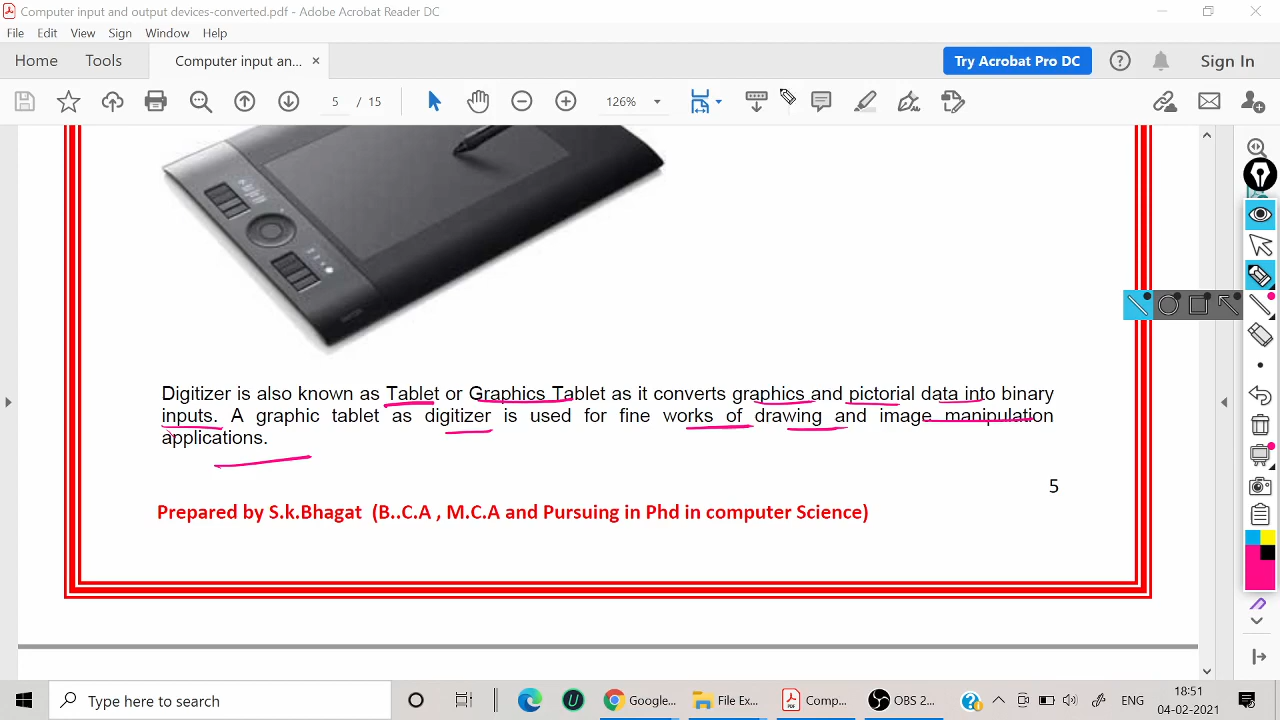 Computer input and output devices-converted.pdf - Adobe Acrobat Reader DC
File Edit View Sign Window Help
Home Tools Computer input an... × Try Acrobat Pro DC Sign In
5 / 15 126%
Digitizer is also known as Tablet or Graphics Tablet as it converts graphics and pictorial data into binary
inputs. A graphic tablet as digitizer is used for fine works of drawing and image manipulation
applications.
5
Prepared by S.k.Bhagat (B..C.A , M.C.A and Pursuing in Phd in computer Science)
Type here to search Google... File Ex... Comp... OBS 2... ENG 18:51
04-02-2021